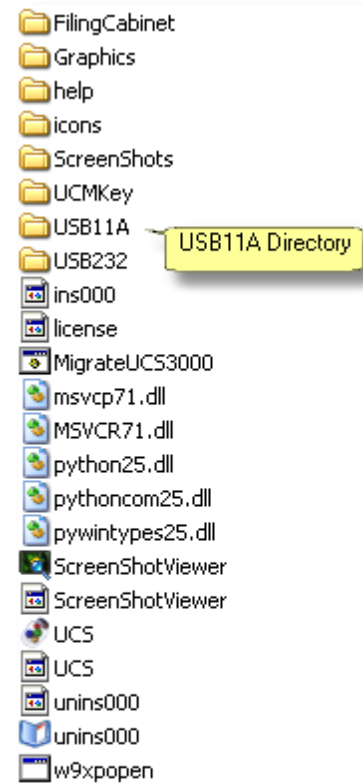 FilingCabinet
Graphics
help
icons
ScreenShots
UCMKey
USB11A
USB11A Directory
USB232
ins000
license
MigrateUCS3000
msvcp71.dll
MSVCR71.dll
python25.dll
pythoncom25.dll
pywintypes25.dll
ScreenShotViewer
ScreenShotViewer
UCS
UCS
unins000
unins000
w9xpopen